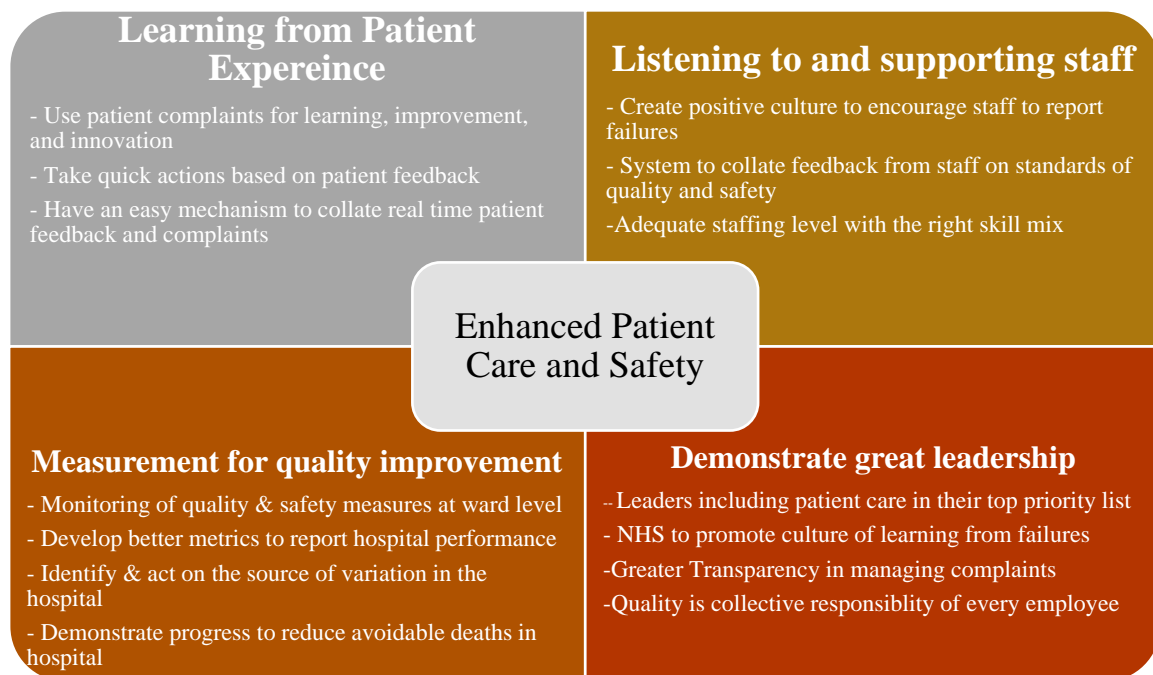 Learning from Patient
Expereince
- Use patient complaints for learning, improvement,
and innovation
- Take quick actions based on patient feedback
- Have an easy mechanism to collate real time patient
feedback and complaints
Listening to and supporting staff
- Create positive culture to encourage staff to report
failures
- System to collate feedback from staff on standards of
quality and safety
-Adequate staffing level with the right skill mix
Enhanced Patient
Care and Safety
Measurement for quality improvement
- Monitoring of quality & safety measures at ward level
- Develop better metrics to report hospital performance
- Identify & act on the source of variation in the
hospital
- Demonstrate progress to reduce avoidable deaths in
hospital
Demonstrate great leadership
-- Leaders including patient care in their top priority list
- NHS to promote culture of learning from failures
-Greater Transparency in managing complaints
-Quality is collective responsiblity of every employee